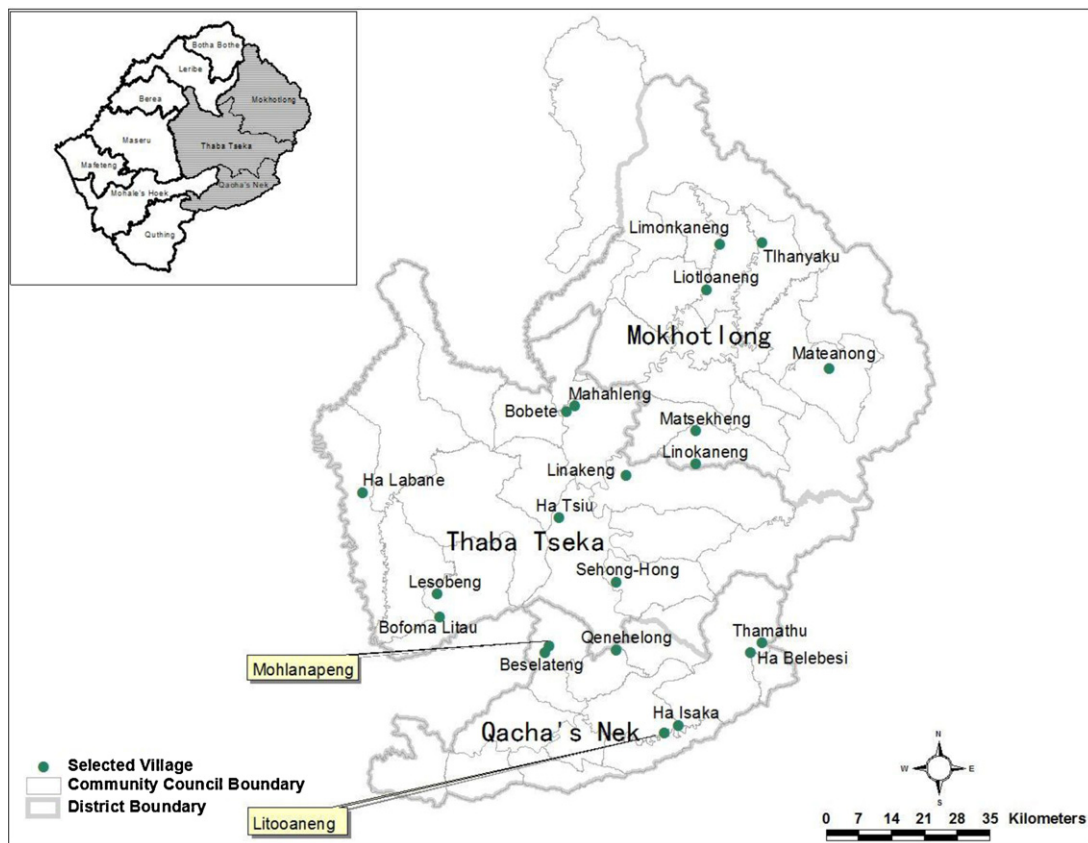 Botha Bothe
Leribe
Berea
Mokhotlong
Maseru
Thaba Tseka
Mafeteng
Qacha's Nek
Mohale's Hoek
Quthing
Limonkaneng
Tlhanyaku
Liotloaneng
Mokhotlong
Mateanong
Mahahleng
Bobete
Matsekheng
Linokaneng
Linakeng
Ha Labane
Ha Tsiu
Thaba Tseka
Sehong-Hong
Lesobeng
Bofoma Litau
Qenehelong
Thamathu
Mohlanapeng
Beselateng
Ha Belebesi
Ha Isaka
Qacha's Nek
Litooaneng
Selected Village
Community Council Boundary
District Boundary
N
W E
S
0 7 14 21 28 35 Kilometers